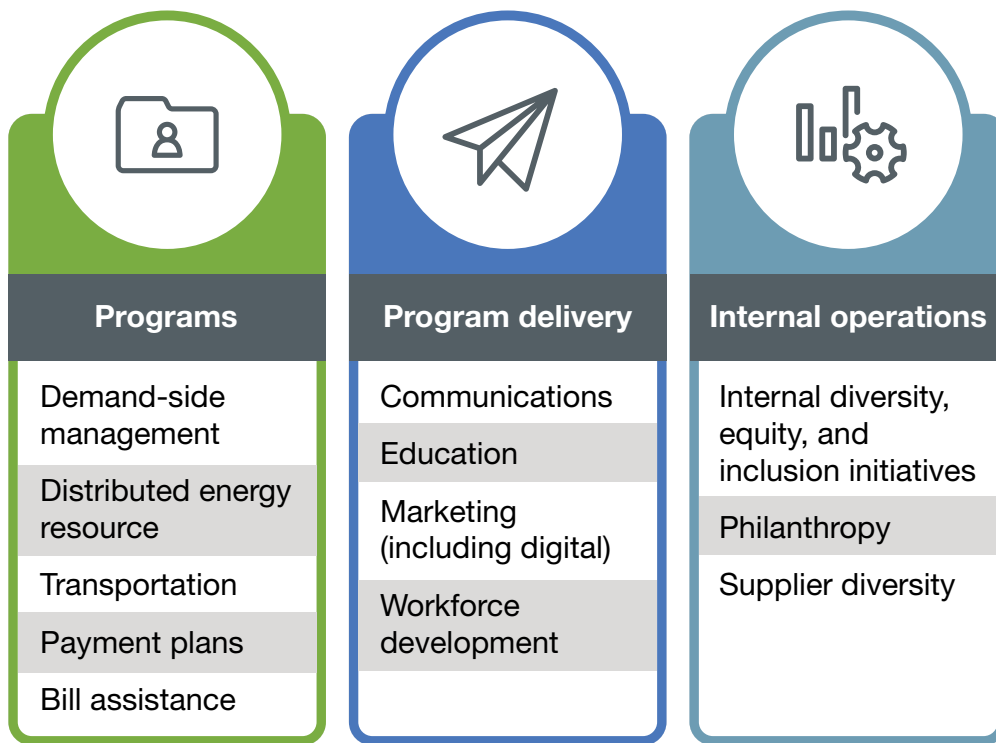 Programs
Demand-side
management
Distributed energy
resource
Transportation
Payment plans
Bill assistance
Program delivery
Communications
Education
Marketing
(including digital)
Workforce
development
Internal operations
Internal diversity,
equity, and
inclusion initiatives
Philanthropy
Supplier diversity